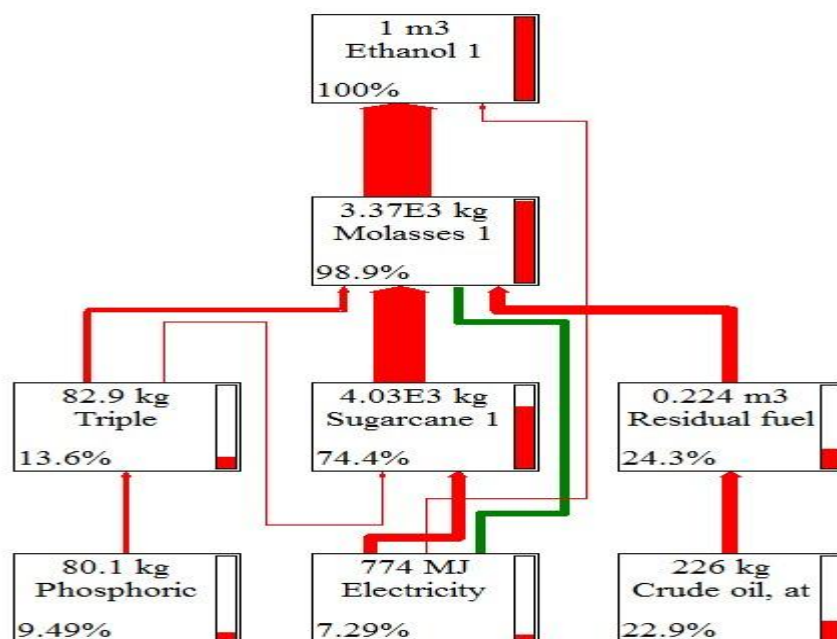 1 m3
Ethanol 1
100%
3.37E3 kg
Molasses 1
98.9%
82.9 kg
Triple
13.6%
4.03E3 kg
Sugarcane 1
74.4%
0.224 m3
Residual fuel
24.3%
80.1 kg
Phosphoric
9.49%
774 MJ
Electricity
7.29%
226 kg
Crude oil, at
22.9%